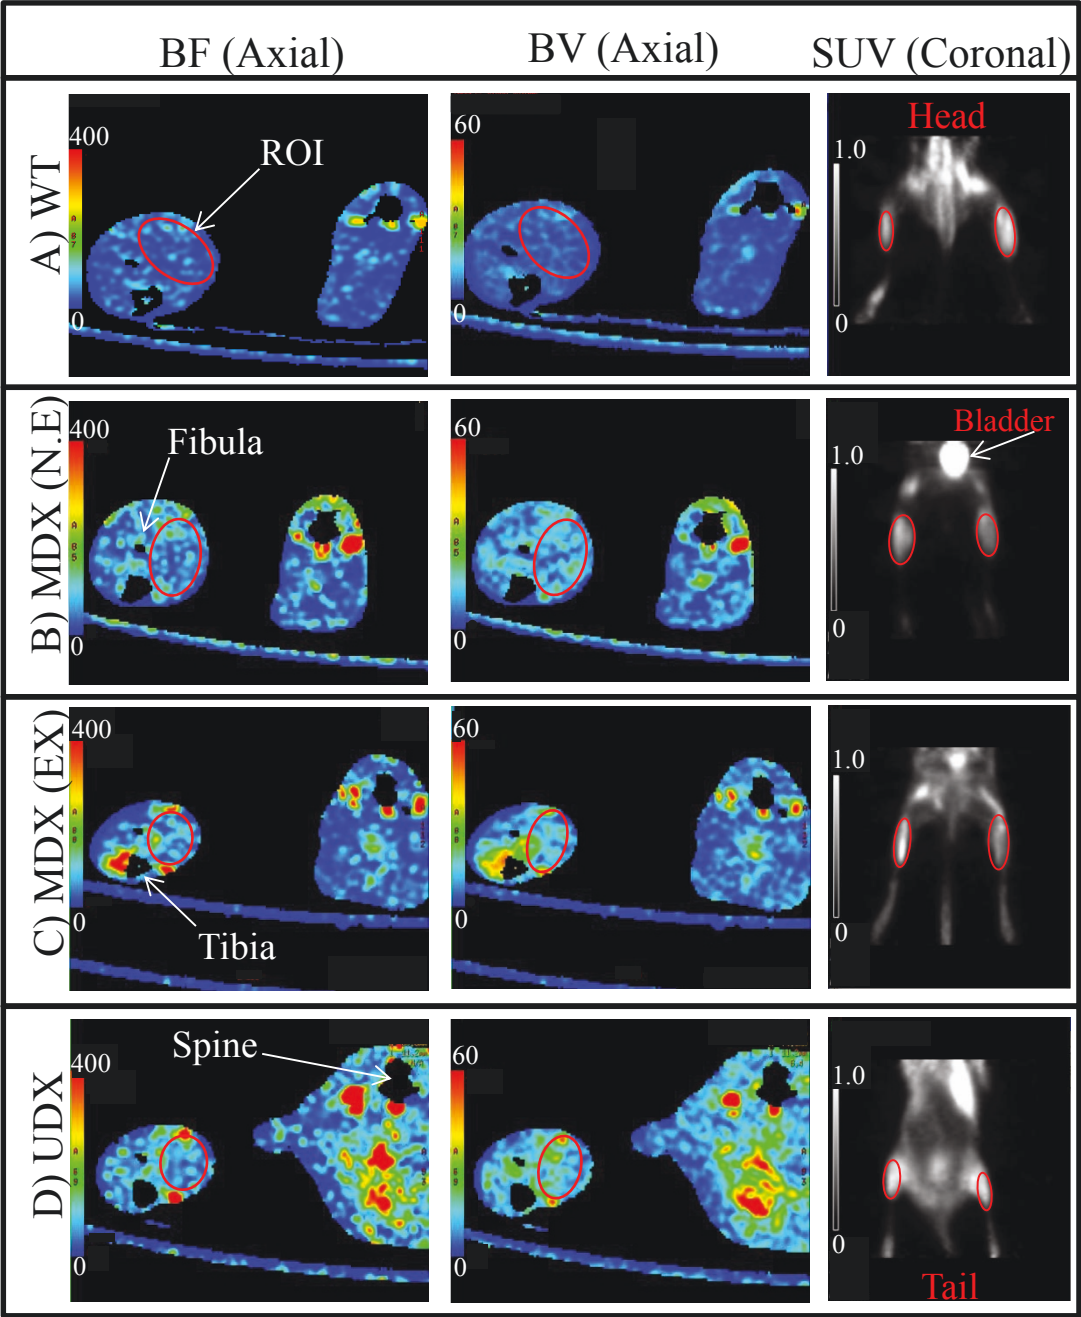 BF (Axial)
BV (Axial)
SUV (Coronal)
A) WT
400
ROI
0
60
0
Head
1.0
0
B) MDX (N.E)
400
Fibula
0
60
0
Bladder
1.0
0
C) MDX (EX)
400
Tibia
0
60
0
1.0
0
D) UDX
400
Spine
0
60
0
1.0
0
Tail